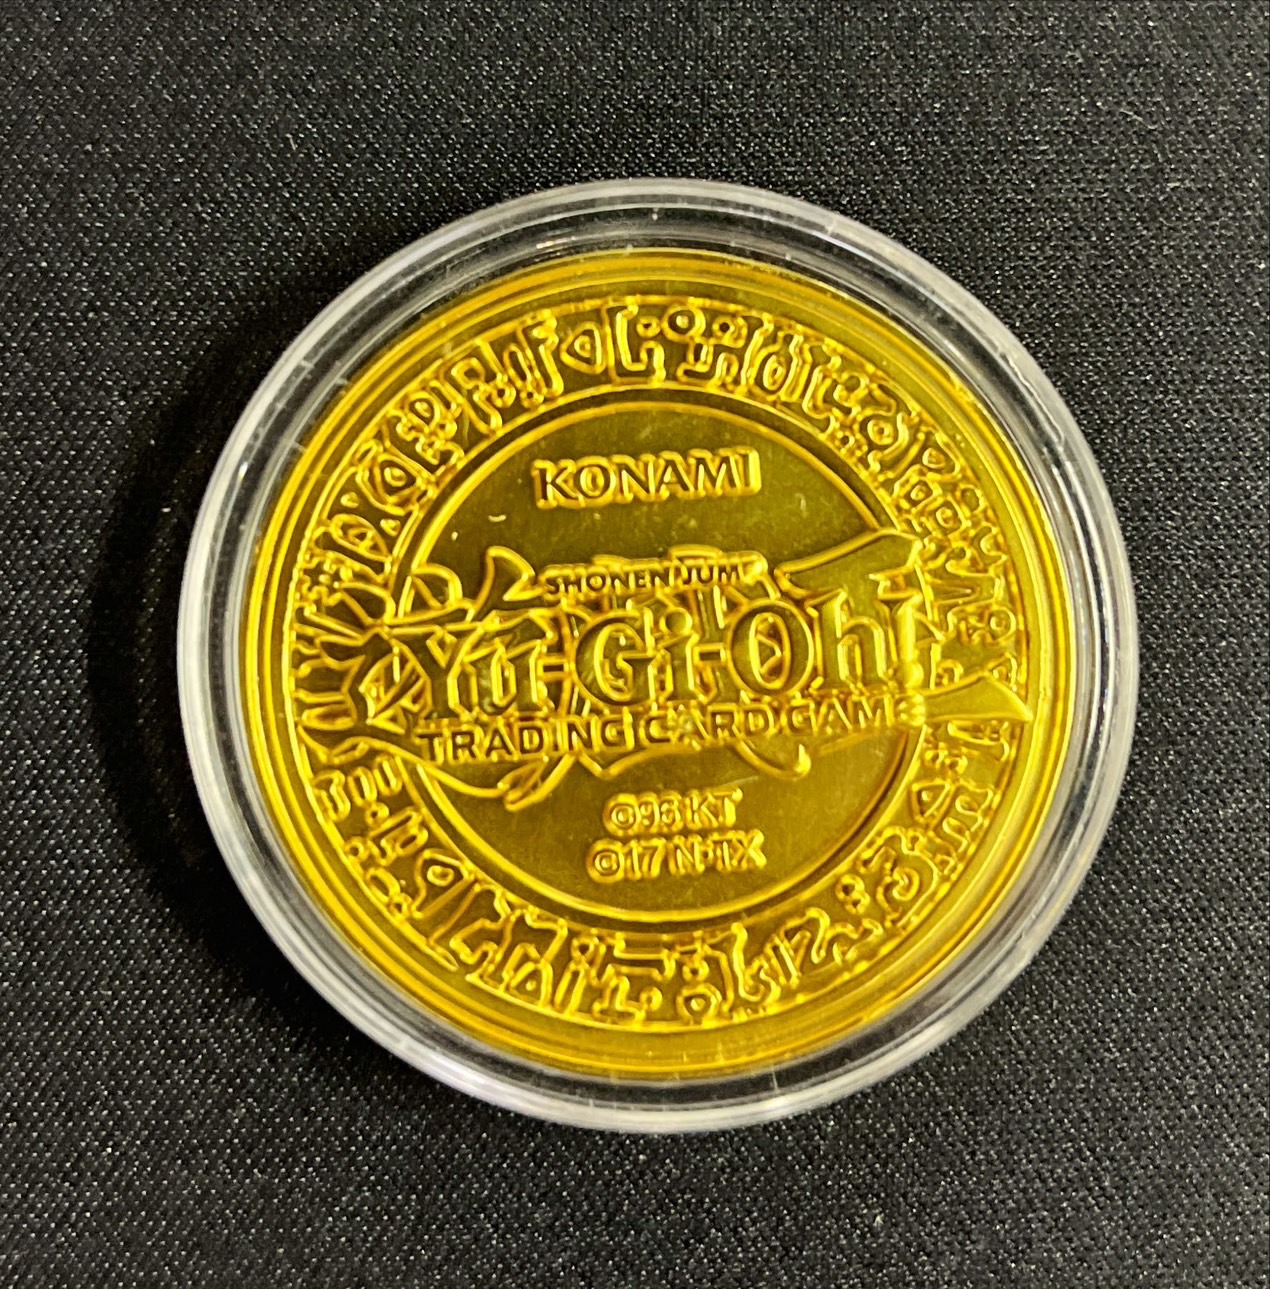 KONAMI
SHONEN JUMP
Yu-Gi-Oh!
TRADING CARD GAME
©96 KT
©17 N·TX